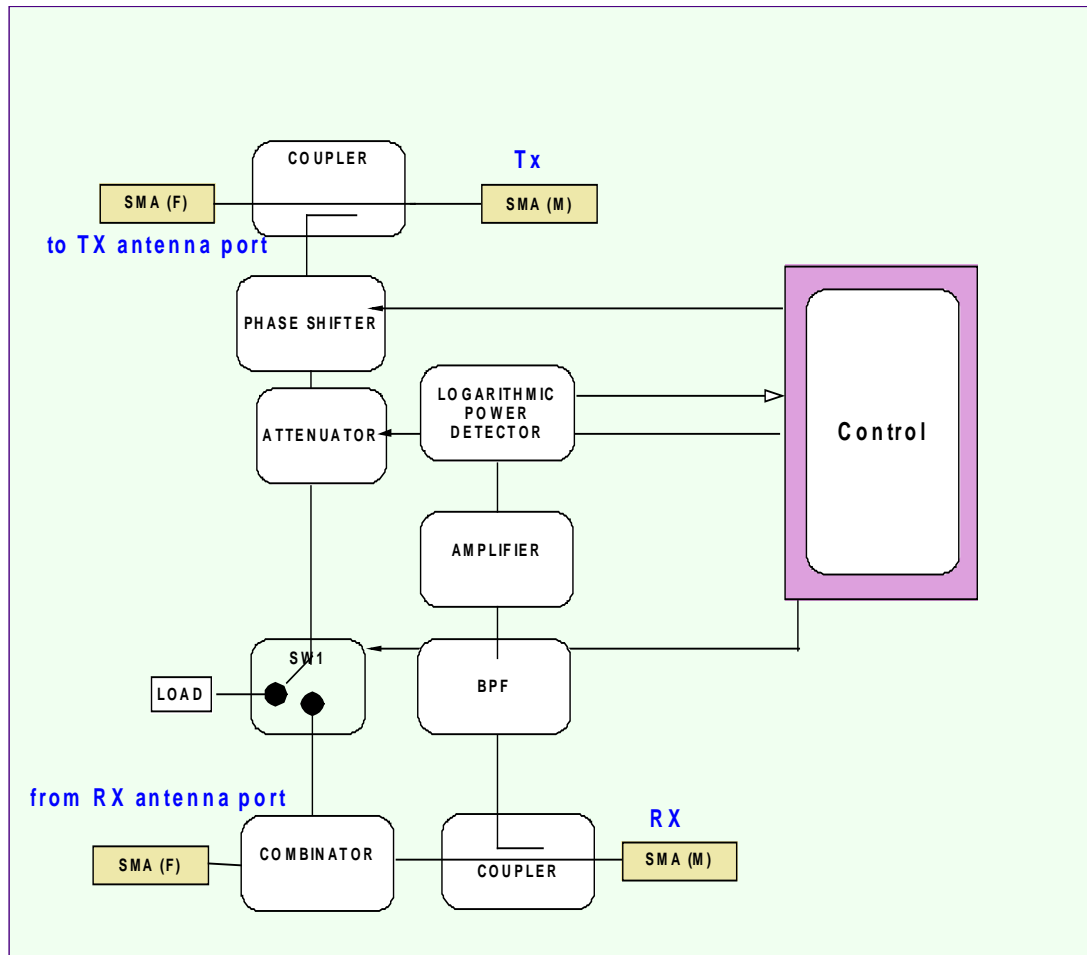 COUPLER
Tx
SMA (F)
SMA (M)
to TX antenna port
PHASE SHIFTER
LOGARITHMIC
POWER
DETECTOR
ATTENUATOR
Control
AMPLIFIER
SW1
BPF
LOAD
from RX antenna port
RX
COMBINATOR
SMA (F)
COUPLER
SMA (M)